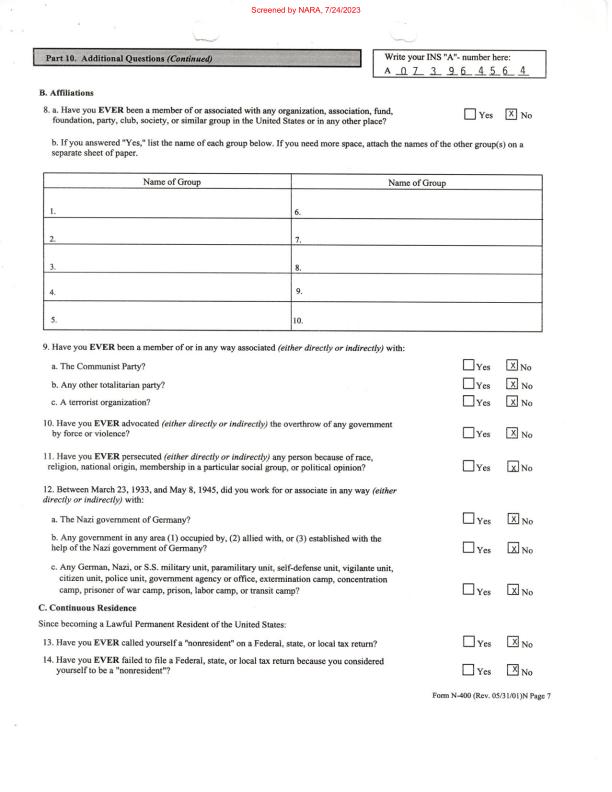 Screened by NARA, 7/24/2023
Part 10. Additional Questions (Continued)
Write your INS "A"- number here:
A 0 7 3 9 6 4 5 6 4
B. Affiliations
8. a. Have you EVER been a member of or associated with any organization, association, fund,
foundation, party, club, society, or similar group in the United States or in any other place?
Yes X No
b. If you answered "Yes," list the name of each group below. If you need more space, attach the names of the other group(s) on a
separate sheet of paper.
Name of Group Name of Group
1. 6.
2. 7.
3. 8.
4. 9.
5. 10.
9. Have you EVER been a member of or in any way associated (either directly or indirectly) with:
a. The Communist Party? Yes X No
b. Any other totalitarian party? Yes X No
c. A terrorist organization? Yes X No
10. Have you EVER advocated (either directly or indirectly) the overthrow of any government
by force or violence? Yes X No
11. Have you EVER persecuted (either directly or indirectly) any person because of race,
religion, national origin, membership in a particular social group, or political opinion? Yes X No
12. Between March 23, 1933, and May 8, 1945, did you work for or associate in any way (either
directly or indirectly) with:
a. The Nazi government of Germany? Yes X No
b. Any government in any area (1) occupied by, (2) allied with, or (3) established with the
help of the Nazi government of Germany? Yes X No
c. Any German, Nazi, or S.S. military unit, paramilitary unit, self-defense unit, vigilante unit,
citizen unit, police unit, government agency or office, extermination camp, concentration
camp, prisoner of war camp, prison, labor camp, or transit camp? Yes X No
C. Continuous Residence
Since becoming a Lawful Permanent Resident of the United States:
13. Have you EVER called yourself a "nonresident" on a Federal, state, or local tax return? Yes X No
14. Have you EVER failed to file a Federal, state, or local tax return because you considered
yourself to be a "nonresident"? Yes X No
Form N-400 (Rev. 05/31/01)N Page 7